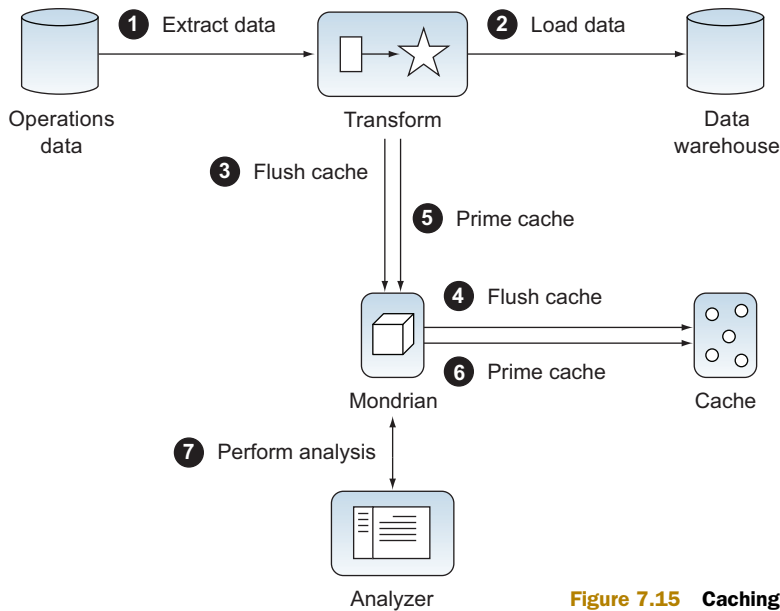 1 Extract data
2 Load data
Operations
data
Transform
Data
warehouse
3 Flush cache
5 Prime cache
4 Flush cache
6 Prime cache
Mondrian
Cache
7 Perform analysis
Analyzer
Figure 7.15 Caching